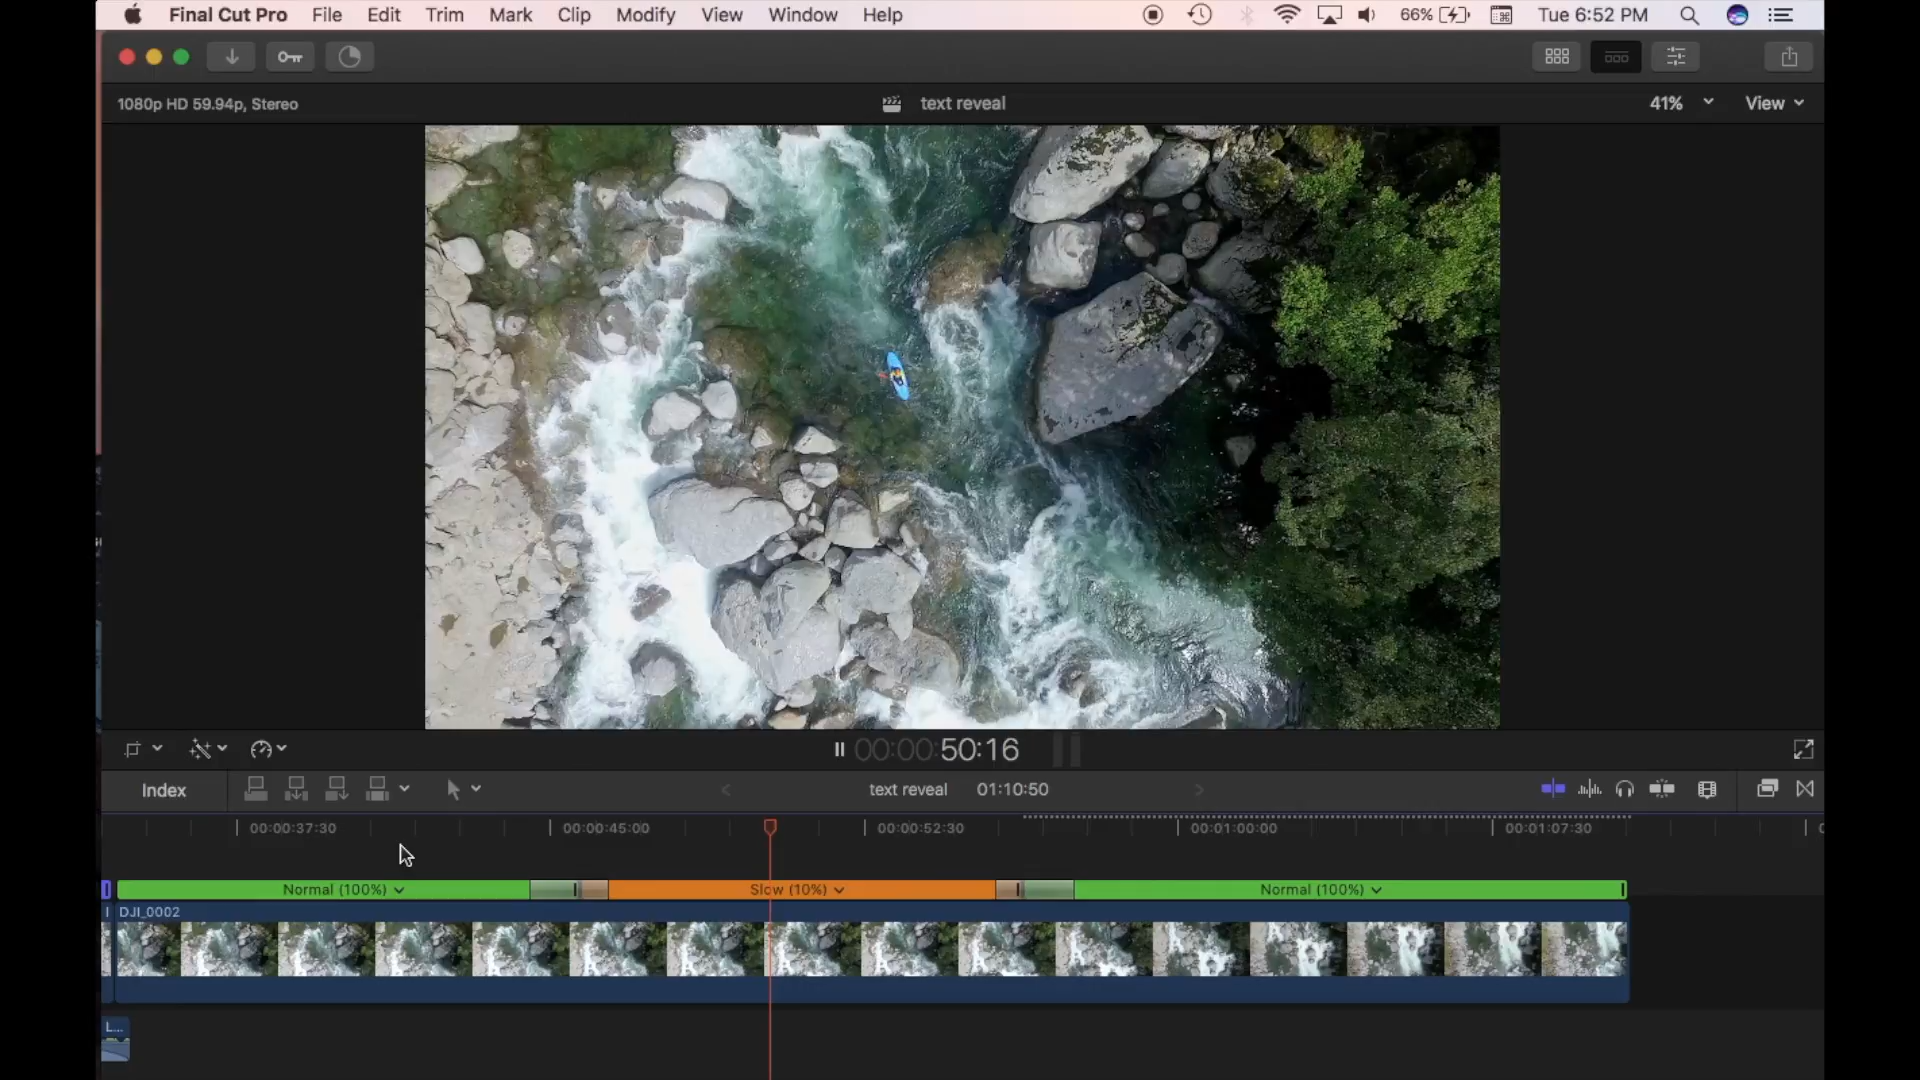 Final Cut Pro File Edit Trim Mark Clip Modify View Window Help 66% Tue 6:52 PM
1080p HD 59.94p, Stereo text reveal 41% View
00:00:50:16
Index text reveal 01:10:50
00:00:37:30 00:00:45:00 00:00:52:30 00:01:00:00 00:01:07:30
Normal (100%) Slow (10%) Normal (100%)
DJI_0002
L...